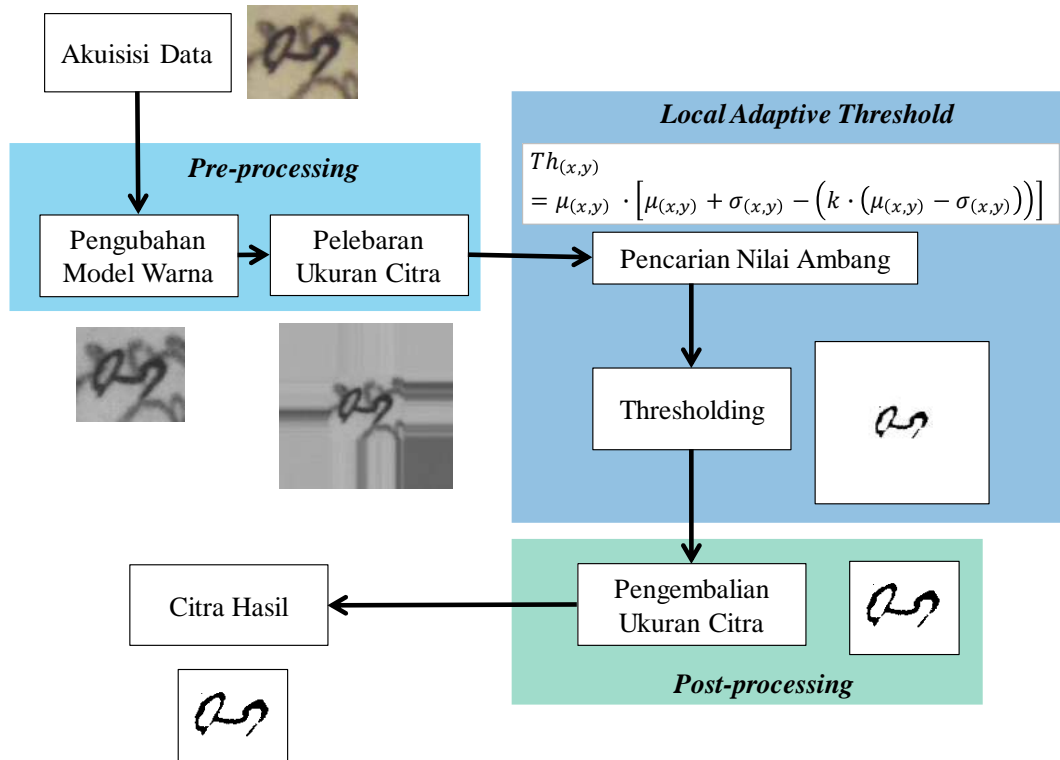 Akuisisi Data
Pre-processing
Pengubahan
Model Warna
Pelebaran
Ukuran Citra
Local Adaptive Threshold
Th(x,y)
= μ(x,y) · [μ(x,y) + σ(x,y) − (k · (μ(x,y) − σ(x,y)))]
Pencarian Nilai Ambang
Thresholding
Pengembalian
Ukuran Citra
Post-processing
Citra Hasil